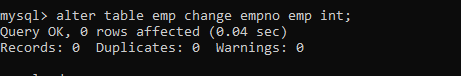 mysql> alter table emp change empno emp int;
Query OK, 0 rows affected (0.04 sec)
Records: 0  Duplicates: 0  Warnings: 0